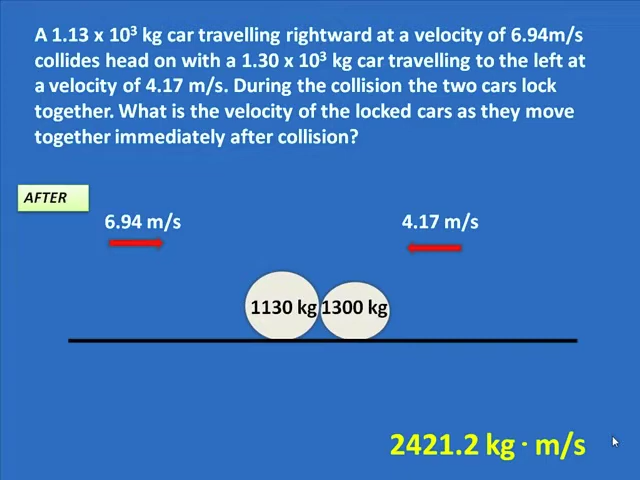 A 1.13 x 10³ kg car travelling rightward at a velocity of 6.94m/s
collides head on with a 1.30 x 10³ kg car travelling to the left at
a velocity of 4.17 m/s. During the collision the two cars lock
together. What is the velocity of the locked cars as they move
together immediately after collision?
AFTER
6.94 m/s
4.17 m/s
1130 kg
1300 kg
2421.2 kg · m/s